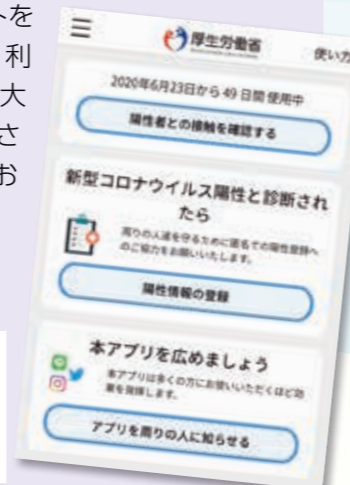 トを
利
大
さ
お
厚生労働省
使い方
2020年6月23日から 49 日間 使用中
陽性者との接触を確認する
新型コロナウイルス陽性と診断され
たら
周りの人達を守るために匿名での陽性登録へ
のご協力をお願いいたします。
陽性情報の登録
本アプリを広めましょう
本アプリは多くの方にお使いいただくほど効
果を発揮します。
アプリを周りの人に知らせる